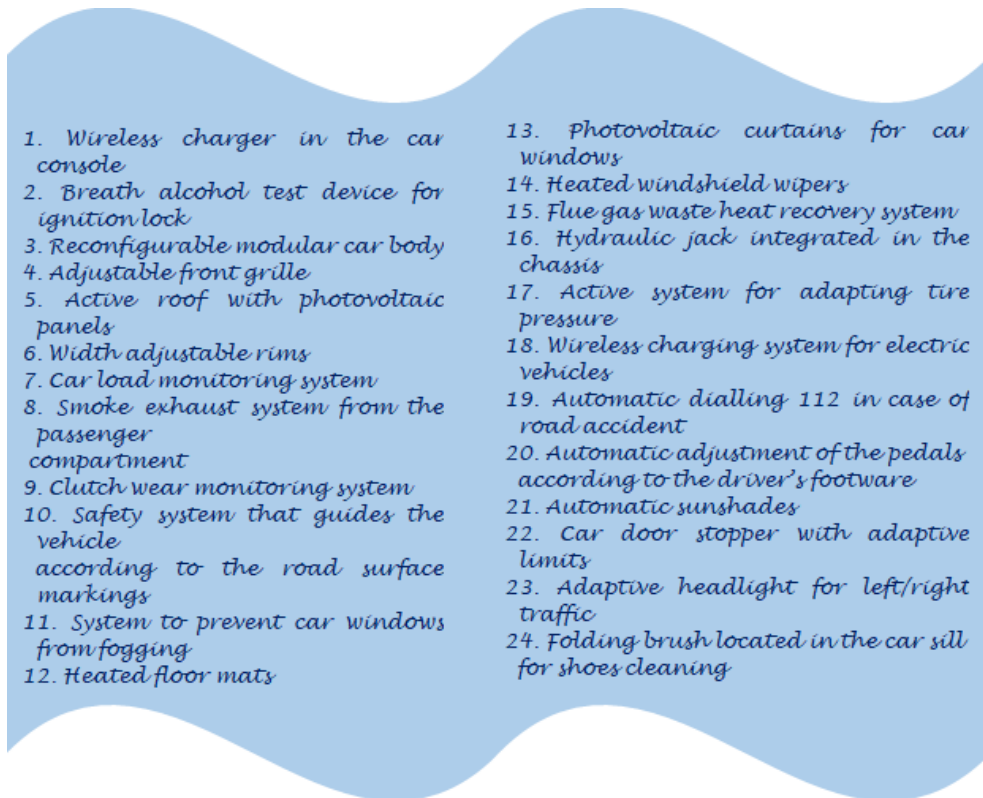 1. Wireless charger in the car
console
2. Breath alcohol test device for
ignition lock
3. Reconfigurable modular car body
4. Adjustable front grille
5. Active roof with photovoltaic
panels
6. Width adjustable rims
7. Car load monitoring system
8. Smoke exhaust system from the
passenger
compartment
9. Clutch wear monitoring system
10. Safety system that guides the
vehicle
according to the road surface
markings
11. System to prevent car windows
from fogging
12. Heated floor mats
13. Photovoltaic curtains for car
windows
14. Heated windshield wipers
15. Flue gas waste heat recovery system
16. Hydraulic jack integrated in the
chassis
17. Active system for adapting tire
pressure
18. Wireless charging system for electric
vehicles
19. Automatic dialling 112 in case of
road accident
20. Automatic adjustment of the pedals
according to the driver's footware
21. Automatic sunshades
22. Car door stopper with adaptive
limits
23. Adaptive headlight for left/right
traffic
24. Folding brush located in the car sill
for shoes cleaning